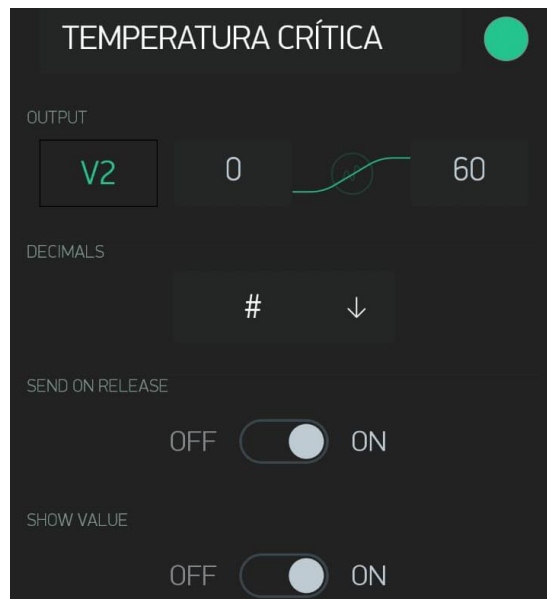 TEMPERATURA CRÍTICA
OUTPUT
V2 0 60
DECIMALS
# ↓
SEND ON RELEASE
OFF ON
SHOW VALUE
OFF ON